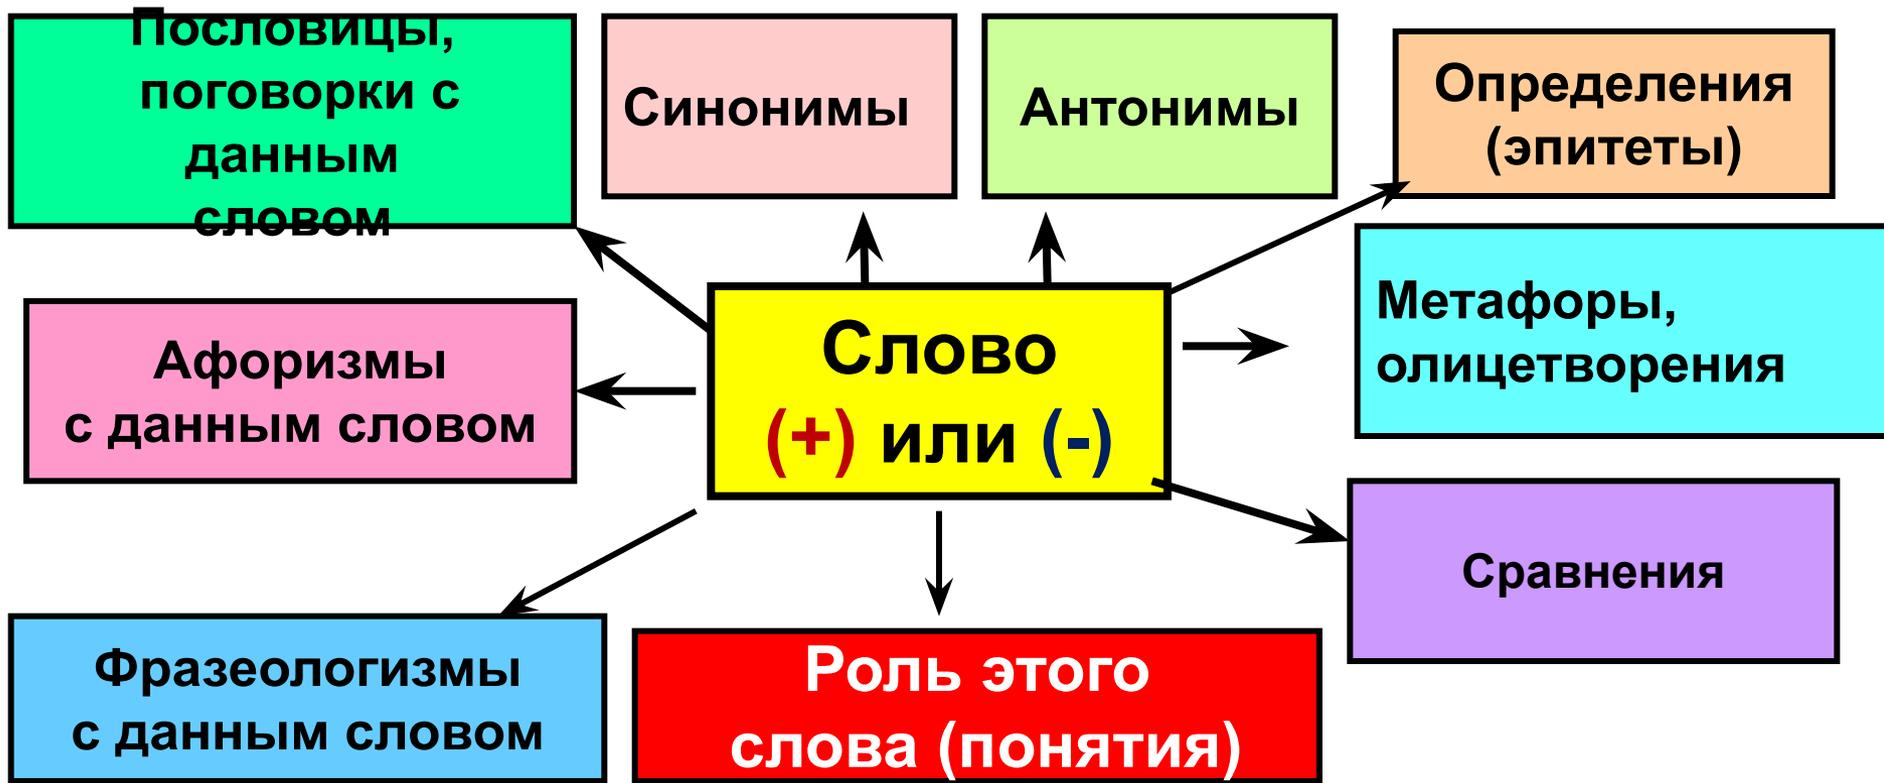 Пословицы,
поговорки с
данным
словом
Синонимы
Антонимы
Определения
(эпитеты)
Метафоры,
олицетворения
Слово
(+) или (-)
Афоризмы
с данным словом
Сравнения
Фразеологизмы
с данным словом
Роль этого
слова (понятия)